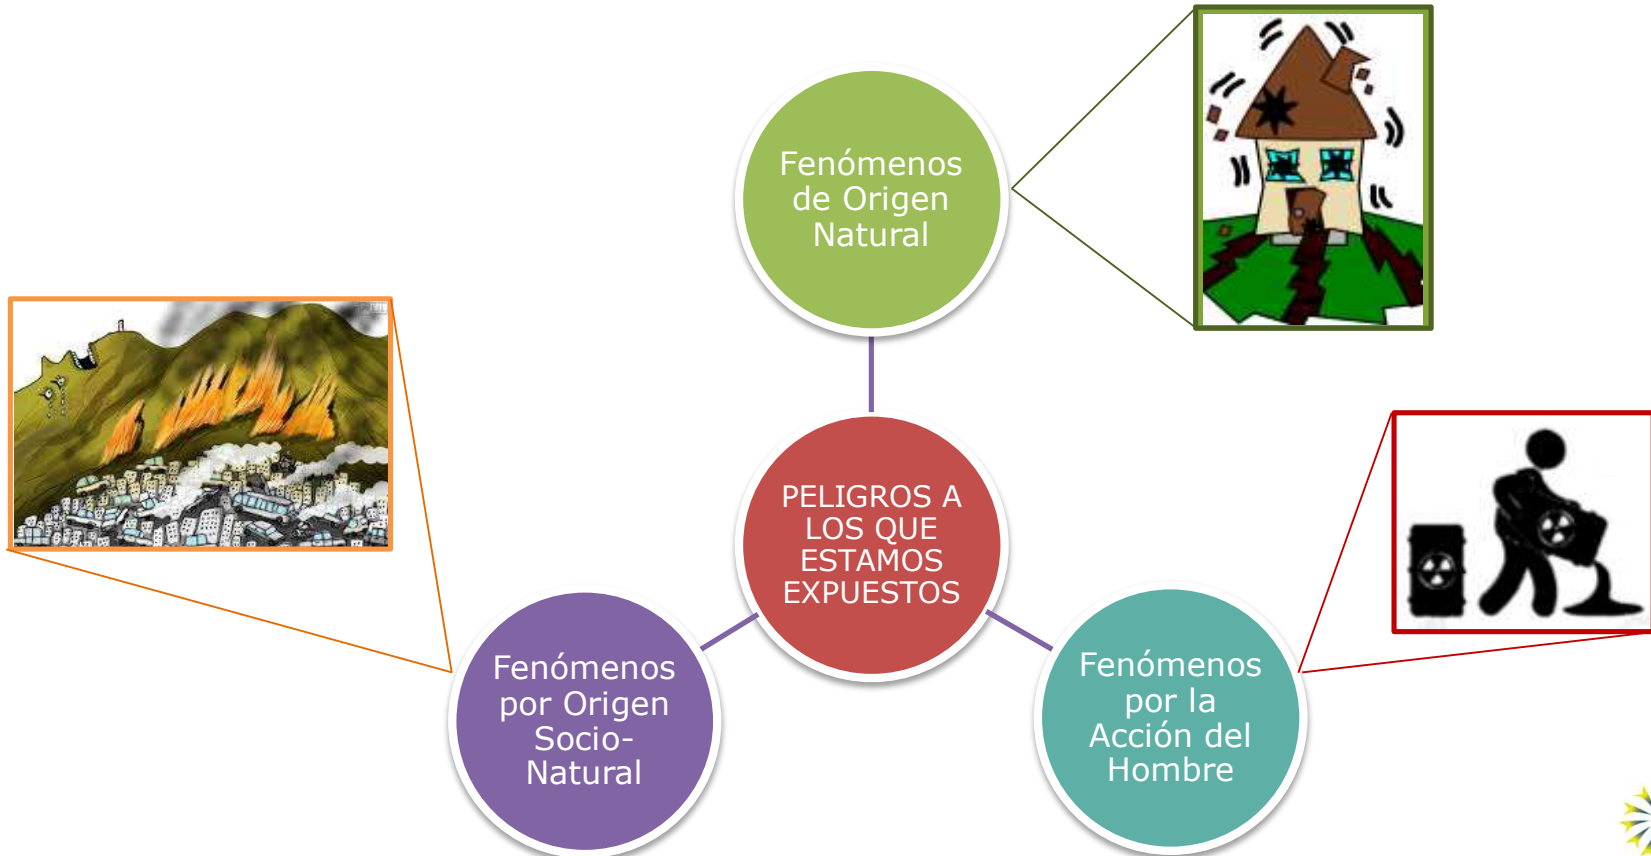 Fenómenos
de Origen
Natural
PELIGROS A
LOS QUE
ESTAMOS
EXPUESTOS
Fenómenos
por Origen
Socio-
Natural
Fenómenos
por la
Acción del
Hombre